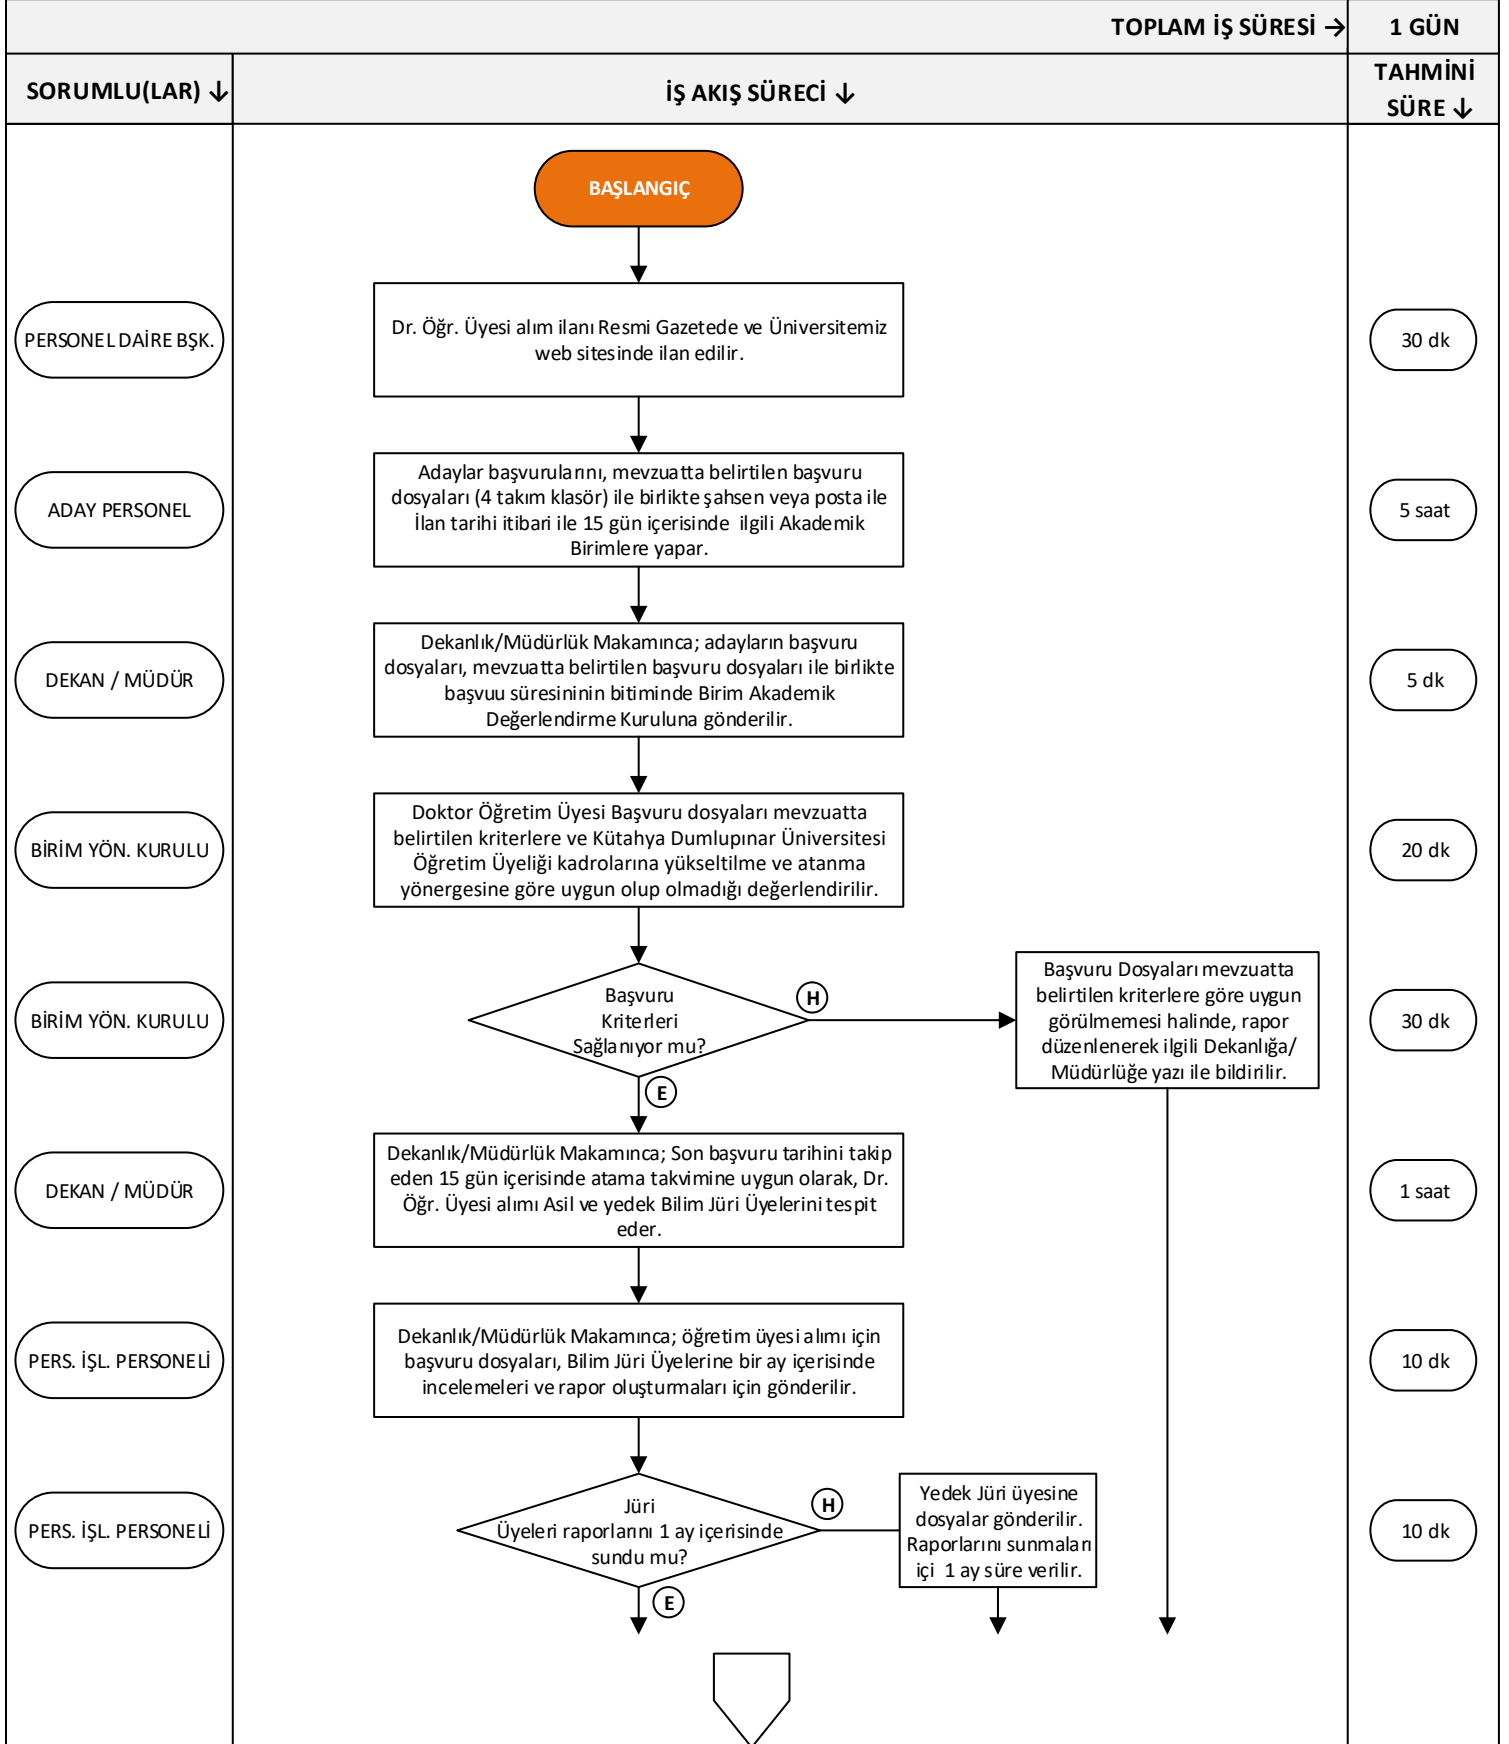 TOPLAM İŞ SÜRESİ →
1 GÜN
SORUMLU(LAR) ↓
İŞ AKIŞ SÜRECİ ↓
TAHMİNİ
SÜRE ↓
BAŞLANGIÇ
PERSONEL DAİRE BŞK.
Dr. Öğr. Üyesi alım ilanı Resmi Gazetede ve Üniversitemiz
web sitesinde ilan edilir.
30 dk
ADAY PERSONEL
Adaylar başvurularını, mevzuatta belirtilen başvuru
dosyaları (4 takım klasör) ile birlikte şahsen veya posta ile
İlan tarihi itibari ile 15 gün içerisinde ilgili Akademik
Birimlere yapar.
5 saat
DEKAN / MÜDÜR
Dekanlık/Müdürlük Makamınca; adayların başvuru
dosyaları, mevzuatta belirtilen başvuru dosyaları ile birlikte
başvuu süresininin bitiminde Birim Akademik
Değerlendirme Kuruluna gönderilir.
5 dk
BİRİM YÖN. KURULU
Doktor Öğretim Üyesi Başvuru dosyaları mevzuatta
belirtilen kriterlere ve Kütahya Dumlupınar Üniversitesi
Öğretim Üyeliği kadrolarına yükseltilme ve atanma
yönergesine göre uygun olup olmadığı değerlendirilir.
20 dk
BİRİM YÖN. KURULU
Başvuru
Kriterleri
Sağlanıyor mu?
H
E
Başvuru Dosyaları mevzuatta
belirtilen kriterlere göre uygun
görülmemesi halinde, rapor
düzenlenerek ilgili Dekanlığa/
Müdürlüğe yazı ile bildirilir.
30 dk
DEKAN / MÜDÜR
Dekanlık/Müdürlük Makamınca; Son başvuru tarihini takip
eden 15 gün içerisinde atama takvimine uygun olarak, Dr.
Öğr. Üyesi alımı Asil ve yedek Bilim Jüri Üyelerini tespit
eder.
1 saat
PERS. İŞL. PERSONELİ
Dekanlık/Müdürlük Makamınca; öğretim üyesi alımı için
başvuru dosyaları, Bilim Jüri Üyelerine bir ay içerisinde
incelemeleri ve rapor oluşturmaları için gönderilir.
10 dk
PERS. İŞL. PERSONELİ
Jüri
Üyeleri raporlarını 1 ay içerisinde
sundu mu?
H
E
Yedek Jüri üyesine
dosyalar gönderilir.
Raporlarını sunmaları
içi 1 ay süre verilir.
10 dk